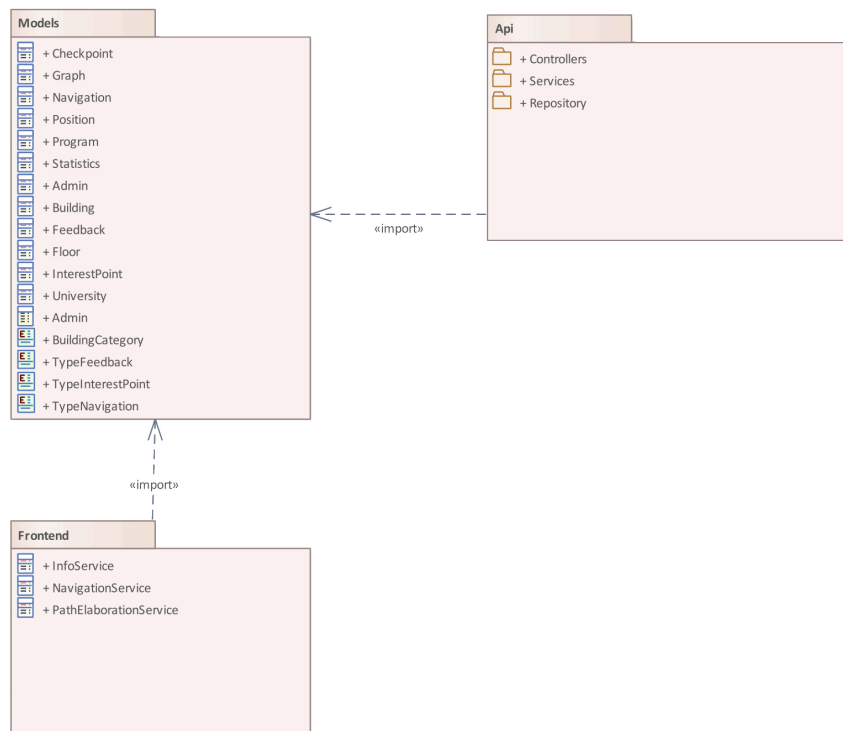 Models
+ Checkpoint
+ Graph
+ Navigation
+ Position
+ Program
+ Statistics
+ Admin
+ Building
+ Feedback
+ Floor
+ InterestPoint
+ University
+ Admin
+ BuildingCategory
+ TypeFeedback
+ TypeInterestPoint
+ TypeNavigation
Api
+ Controllers
+ Services
+ Repository
«import»
«import»
Frontend
+ InfoService
+ NavigationService
+ PathElaborationService